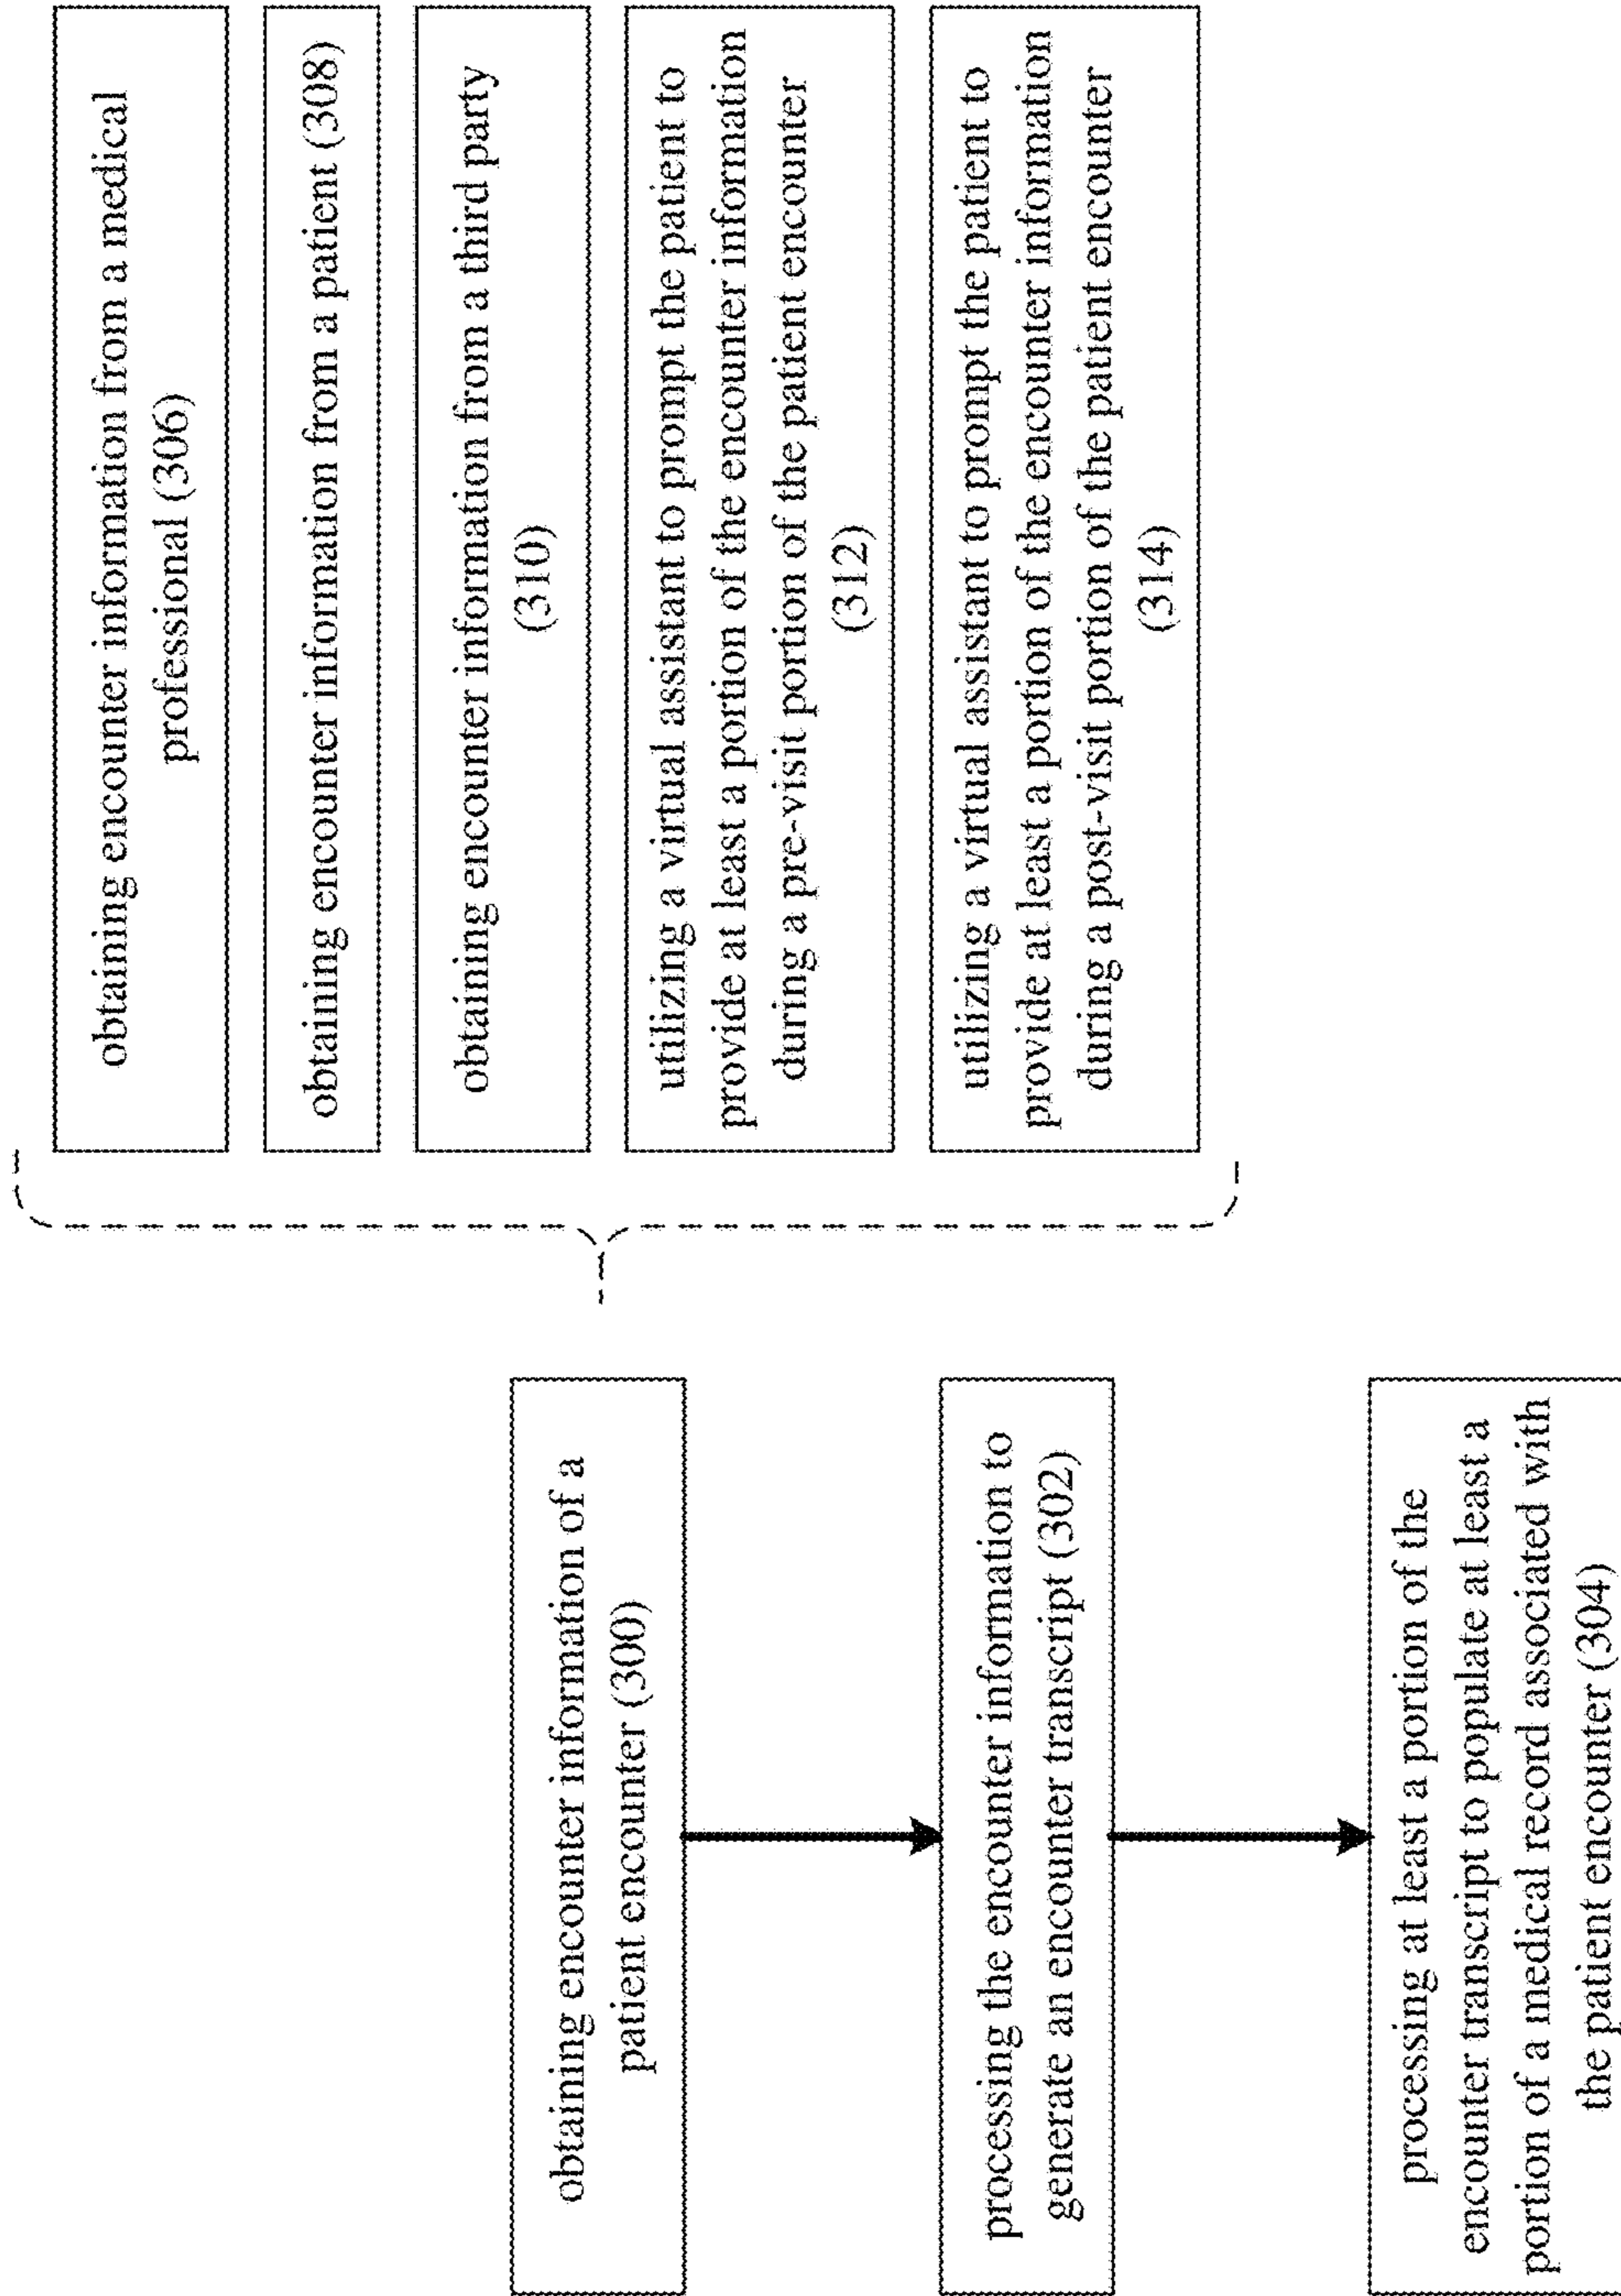 obtaining encounter information of a
patient encounter (300)
processing the encounter information to
generate an encounter transcript (302)
processing at least a portion of the
encounter transcript to populate at least a
portion of a medical record associated with
the patient encounter (304)
obtaining encounter information from a medical
professional (306)
obtaining encounter information from a patient (308)
obtaining encounter information from a third party
(310)
utilizing a virtual assistant to prompt the patient to
provide at least a portion of the encounter information
during a pre-visit portion of the patient encounter
(312)
utilizing a virtual assistant to prompt the patient to
provide at least a portion of the encounter information
during a post-visit portion of the patient encounter
(314)